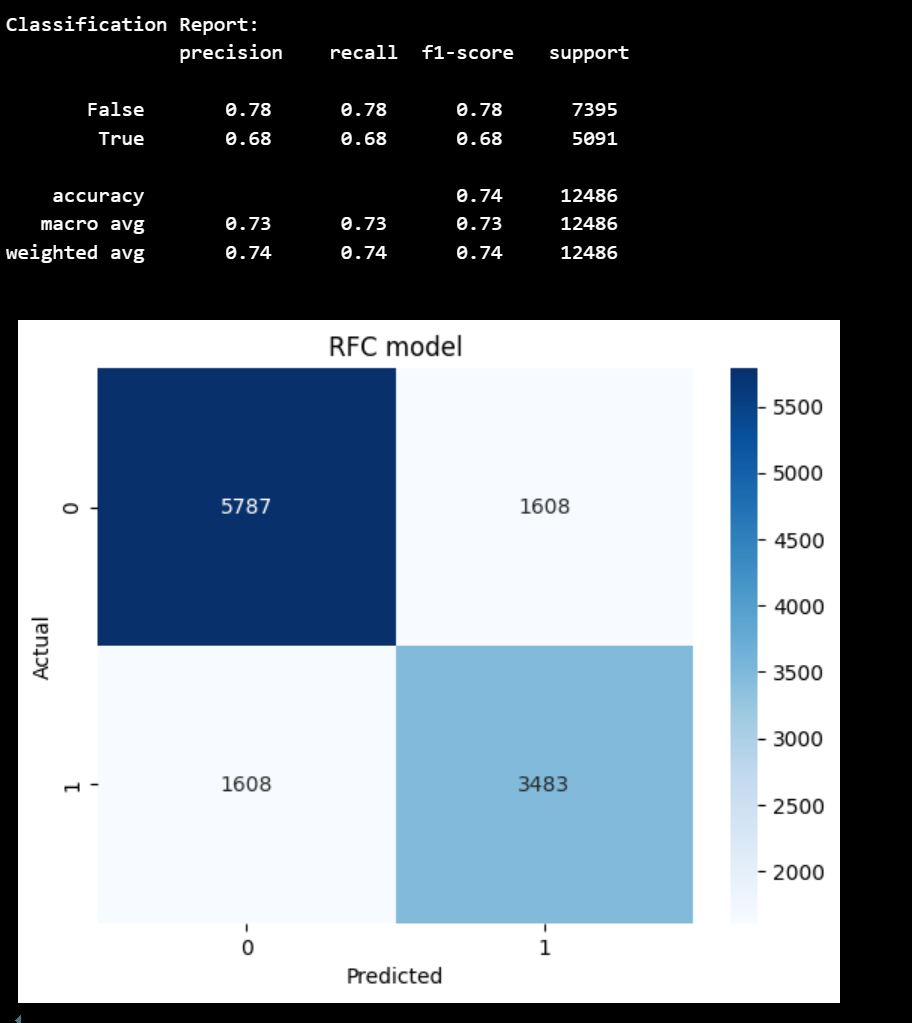 Classification Report:
precision recall f1-score support
False 0.78 0.78 0.78 7395
True 0.68 0.68 0.68 5091
accuracy 0.74 12486
macro avg 0.73 0.73 0.73 12486
weighted avg 0.74 0.74 0.74 12486
RFC model
5500
5000
0 5787 1608
4500
4000
Actual
3500
3000
1 1608 3483
2500
2000
0 1
Predicted